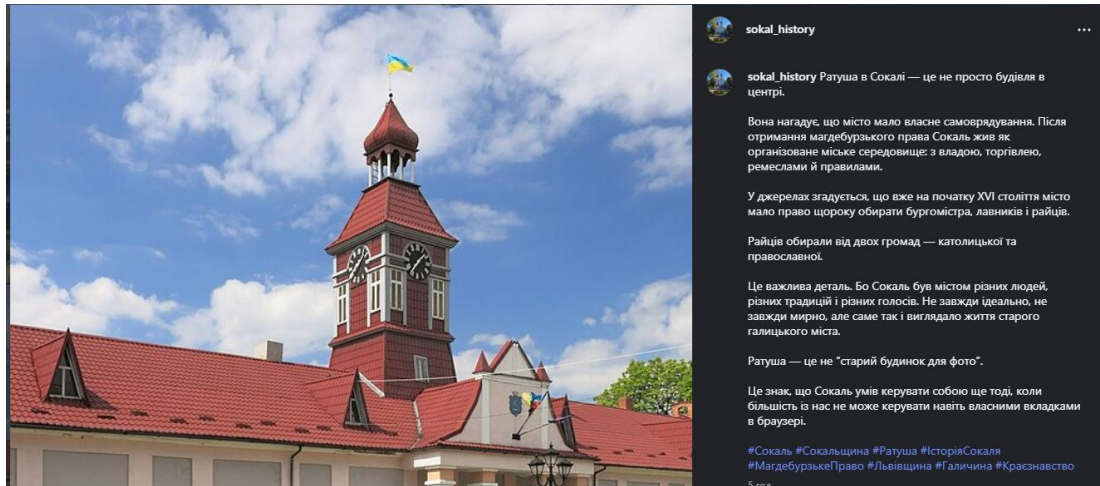 sokal_history
sokal_history Ратуша в Сокалі — це не просто будівля в
центрі.
Вона нагадує, що місто мало власне самоврядування. Після
отримання магдебурзького права Сокаль жив як
організоване міське середовище: з владою, торгівлею,
ремеслами й правилами.
У джерелах згадується, що вже на початку XVI століття місто
мало право щороку обирати бургомістра, лавників і райців.
Райців обирали від двох громад — католицької та
православної.
Це важлива деталь. Бо Сокаль був містом різних людей,
різних традицій і різних голосів. Не завжди ідеально, не
завжди мирно, але саме так і виглядало життя старого
галицького міста.
Ратуша — це не “старий будинок для фото”.
Це знак, що Сокаль умів керувати собою ще тоді, коли
більшість із нас не може керувати навіть власними вкладками
в браузері.
#Сокаль #Сокальщина #Ратуша #ІсторіяСокаля
#МагдебурзькеПраво #Львівщина #Галичина #Краєзнавство
5 год